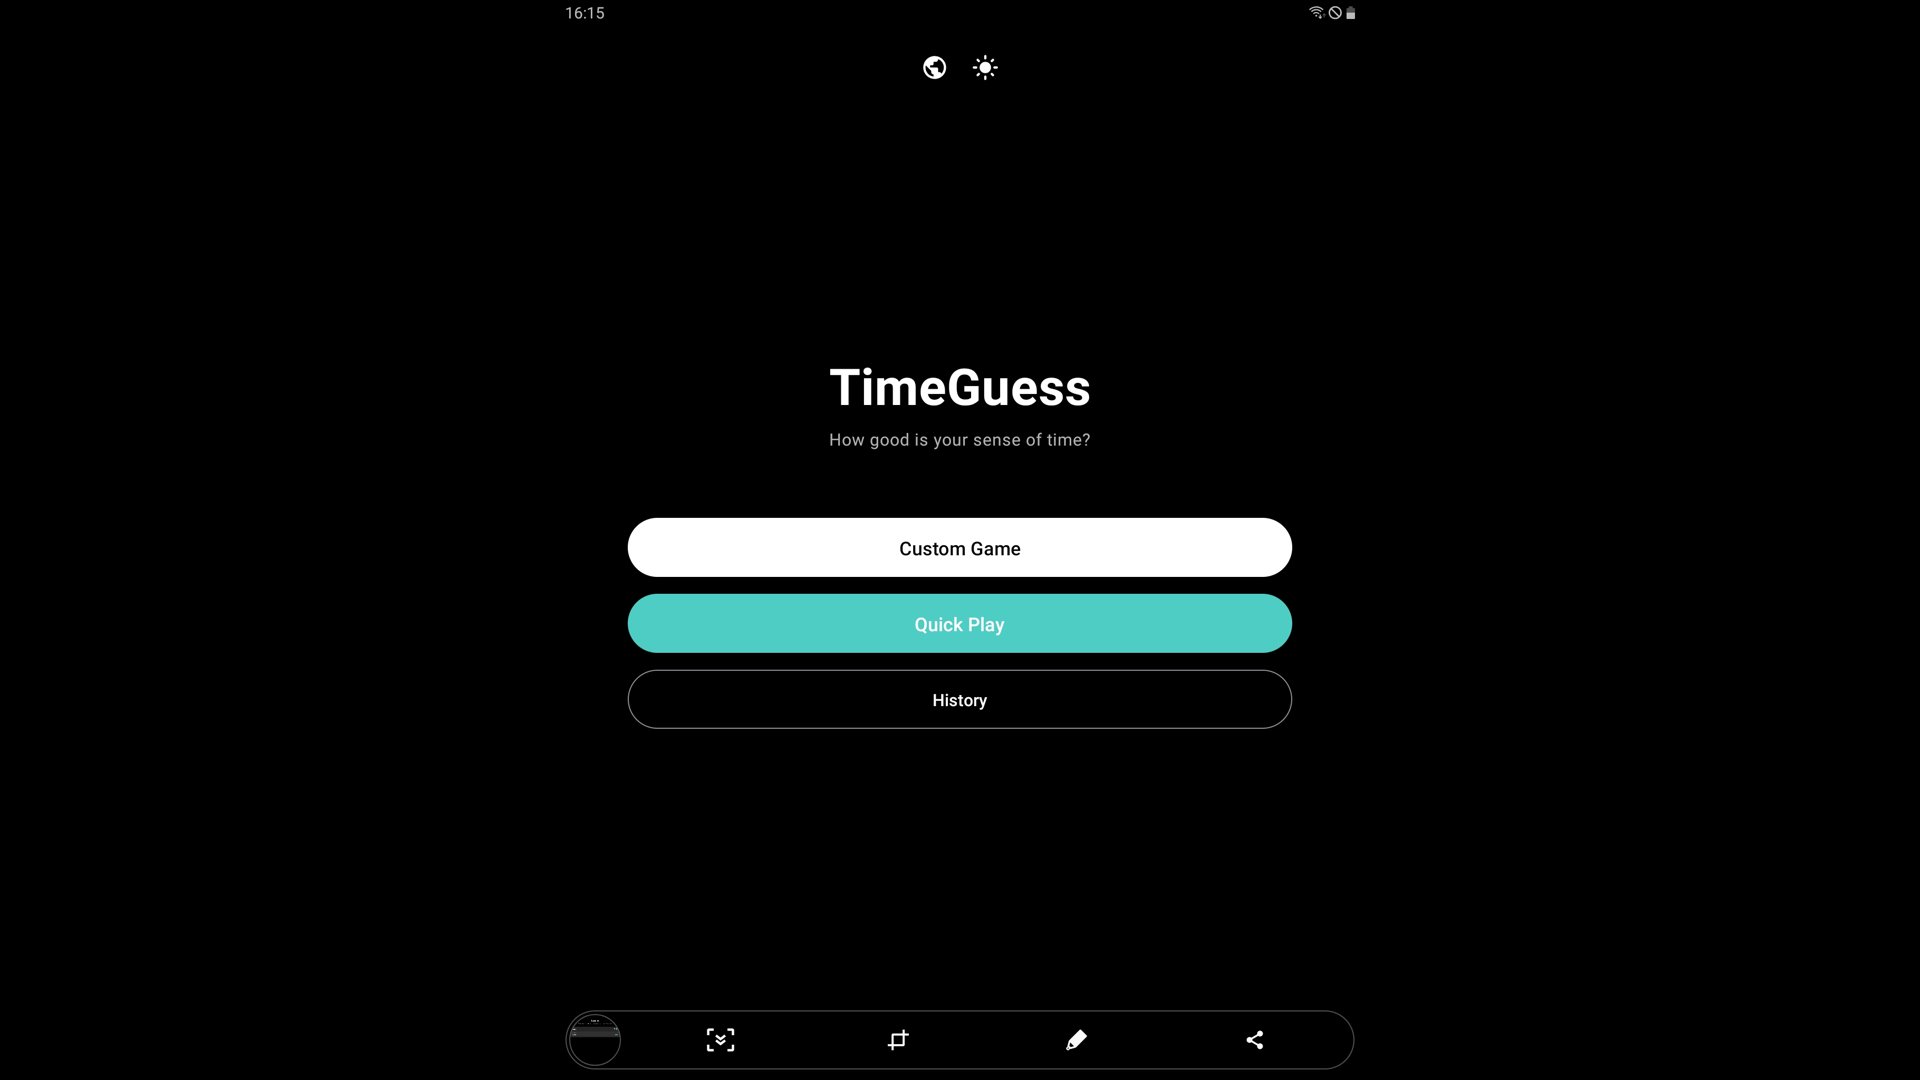 16:15
TimeGuess
How good is your sense of time?
Custom Game
Quick Play
History